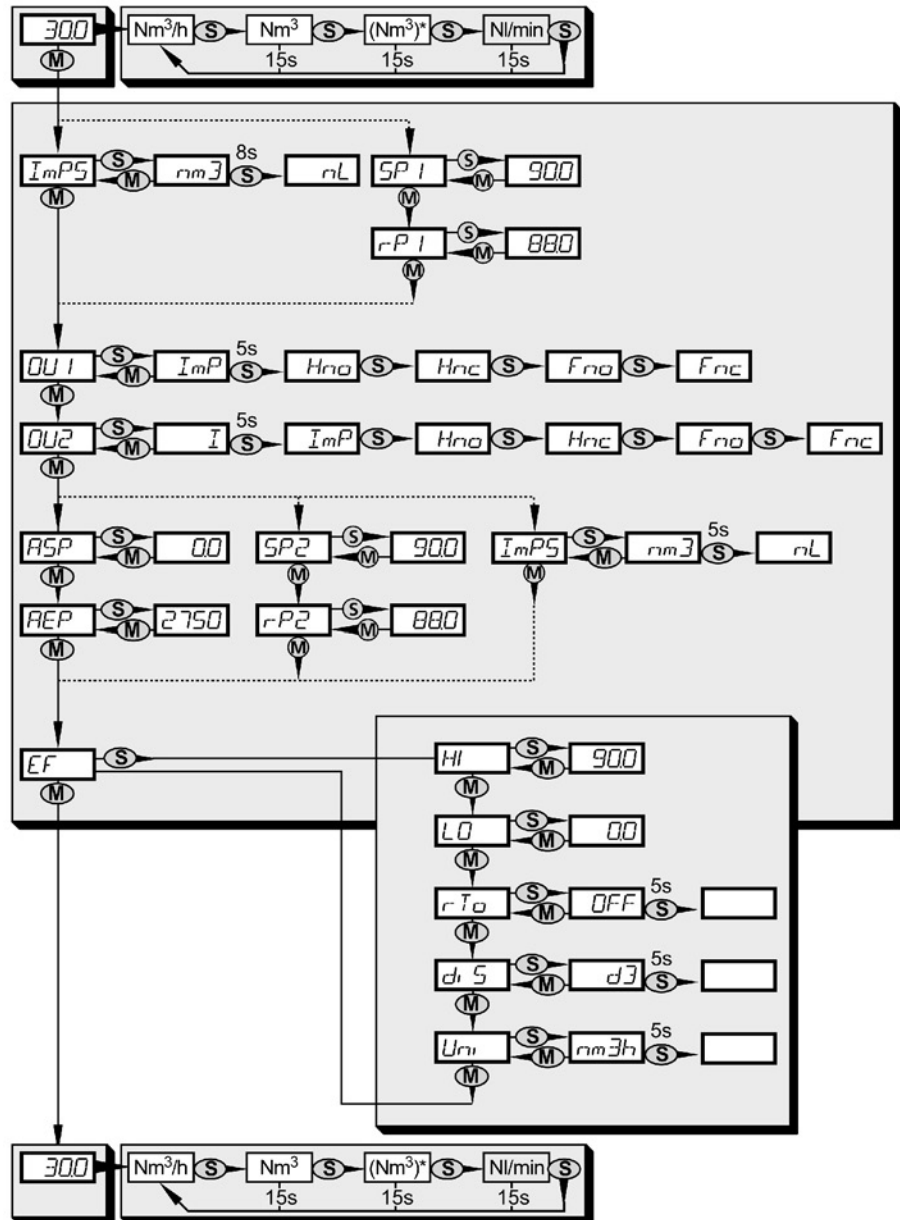 30.0 Nm³/h S Nm³ S (Nm³)* S Nl/min S
M 15s 15s 15s
ImPS S M nm3 8s S nL SP1 S M 90.0
M M
rP1 S M 88.0
M
OU1 S M ImP 5s S Hno S Hnc S Fno S Fnc
M
OU2 S M I 5s S ImP S Hno S Hnc S Fno S Fnc
M
ASP S M 0.0 SP2 S M 90.0 ImPS S M nm3 5s S nL
M M M
AEP S M 2750 rP2 S M 88.0
M M
EF S HI S M 90.0
M M
LO S M 0.0
M
rTo S M OFF 5s S
M
diS S M d3 5s S
M
Uni S M nm3h 5s S
M
30.0 Nm³/h S Nm³ S (Nm³)* S Nl/min S
15s 15s 15s